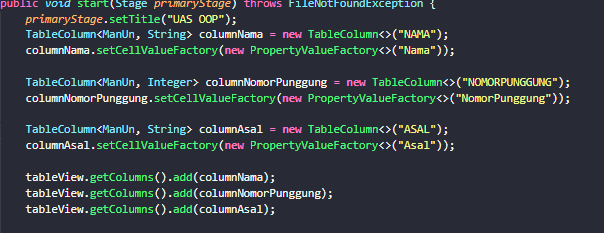 public void start(Stage primaryStage) throws FileNotFoundException {
primaryStage.setTitle("UAS OOP");
TableColumn<ManUn, String> columnNama = new TableColumn<>("NAMA");
columnNama.setCellValueFactory(new PropertyValueFactory<>("Nama"));
TableColumn<ManUn, Integer> columnNomorPunggung = new TableColumn<>("NOMORPUNGGUNG");
columnNomorPunggung.setCellValueFactory(new PropertyValueFactory<>("NomorPunggung"));
TableColumn<ManUn, String> columnAsal = new TableColumn<>("ASAL");
columnAsal.setCellValueFactory(new PropertyValueFactory<>("Asal"));
tableView.getColumns().add(columnNama);
tableView.getColumns().add(columnNomorPunggung);
tableView.getColumns().add(columnAsal);